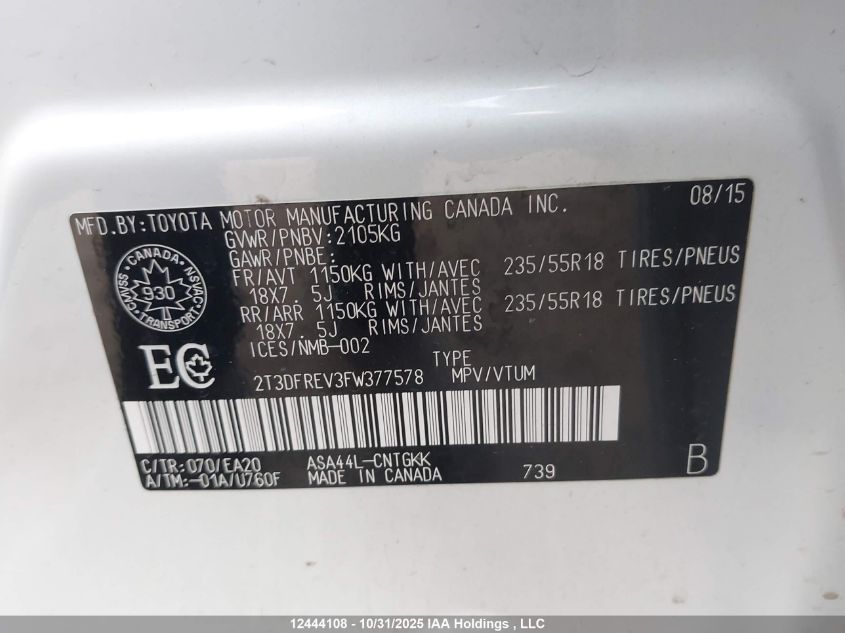 08/15
MFD.BY:TOYOTA MOTOR MANUFACTURING CANADA INC.
GVWR/PNBV:2105KG
GAWR/PNBE:
FR/AVT 1150KG WITH/AVEC 235/55R18 TIRES/PNEUS
18X7.5J RIMS/JANTES
RR/ARR 1150KG WITH/AVEC 235/55R18 TIRES/PNEUS
18X7.5J RIMS/JANTES
ICES/NMB-002
CANADA
CMVSS
NSVAC
930
TRANSPORT
EC
TYPE
2T3DFREV3FW377578 MPV/VTUM
C/TR:070/EA20 ASA44L-CNTGKK
A/TM:-01A/U760F MADE IN CANADA 739 B
12444108 - 10/31/2025 IAA Holdings , LLC